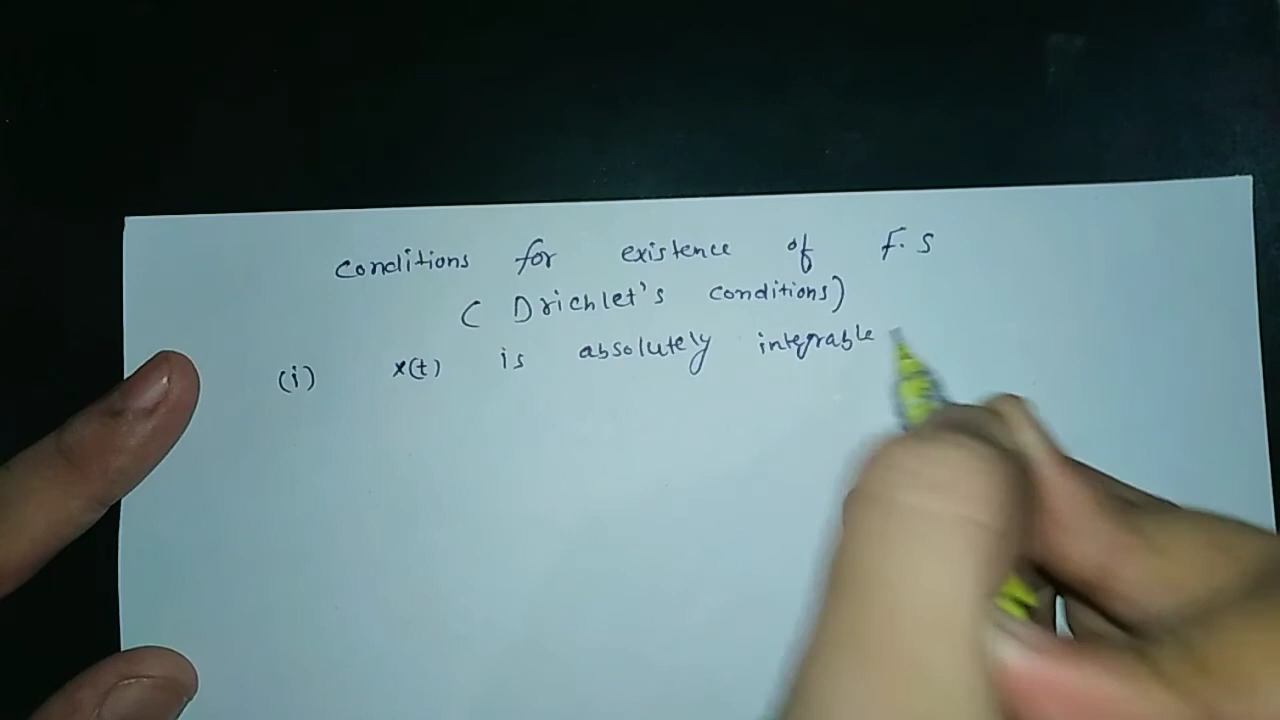 Conditions for existence of F.S
( Drichlet's conditions)
(i) x(t) is absolutely integrable